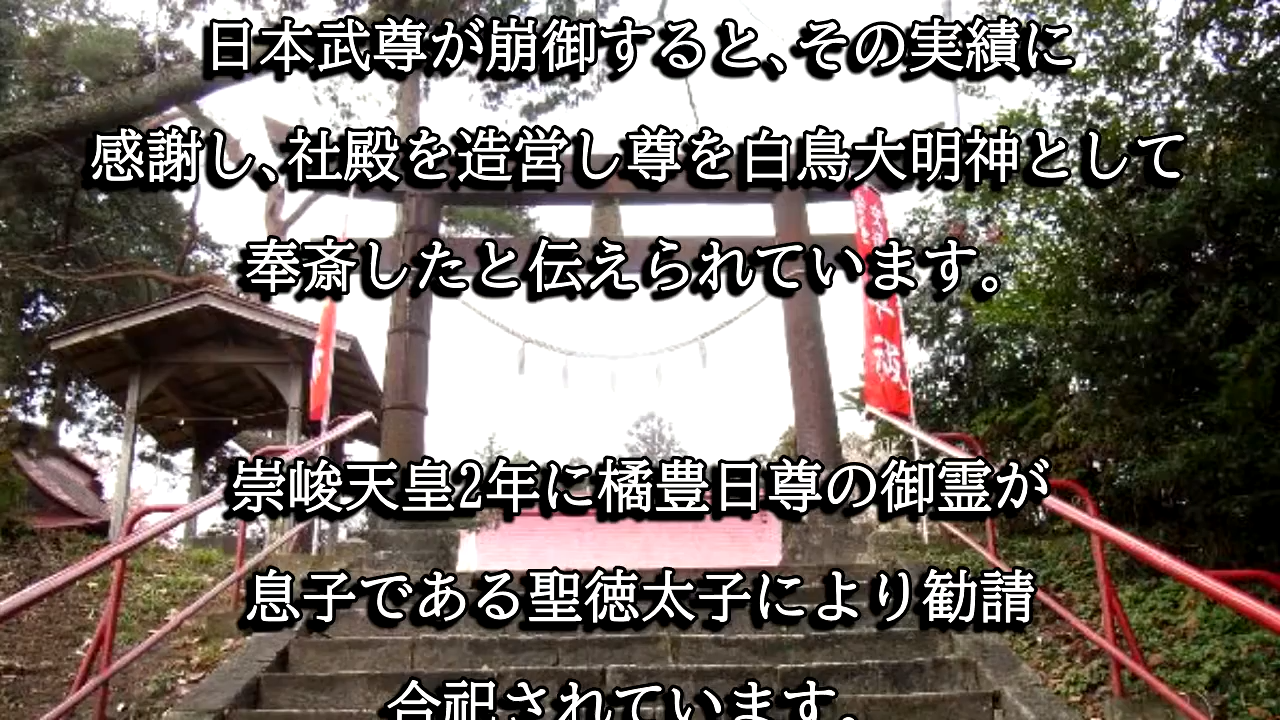 日本武尊が崩御すると、その実績に
感謝し、社殿を造営し尊を白鳥大明神として
奉斎したと伝えられています。
崇峻天皇2年に橘豊日尊の御霊が
息子である聖徳太子により勧請
合祀されています。